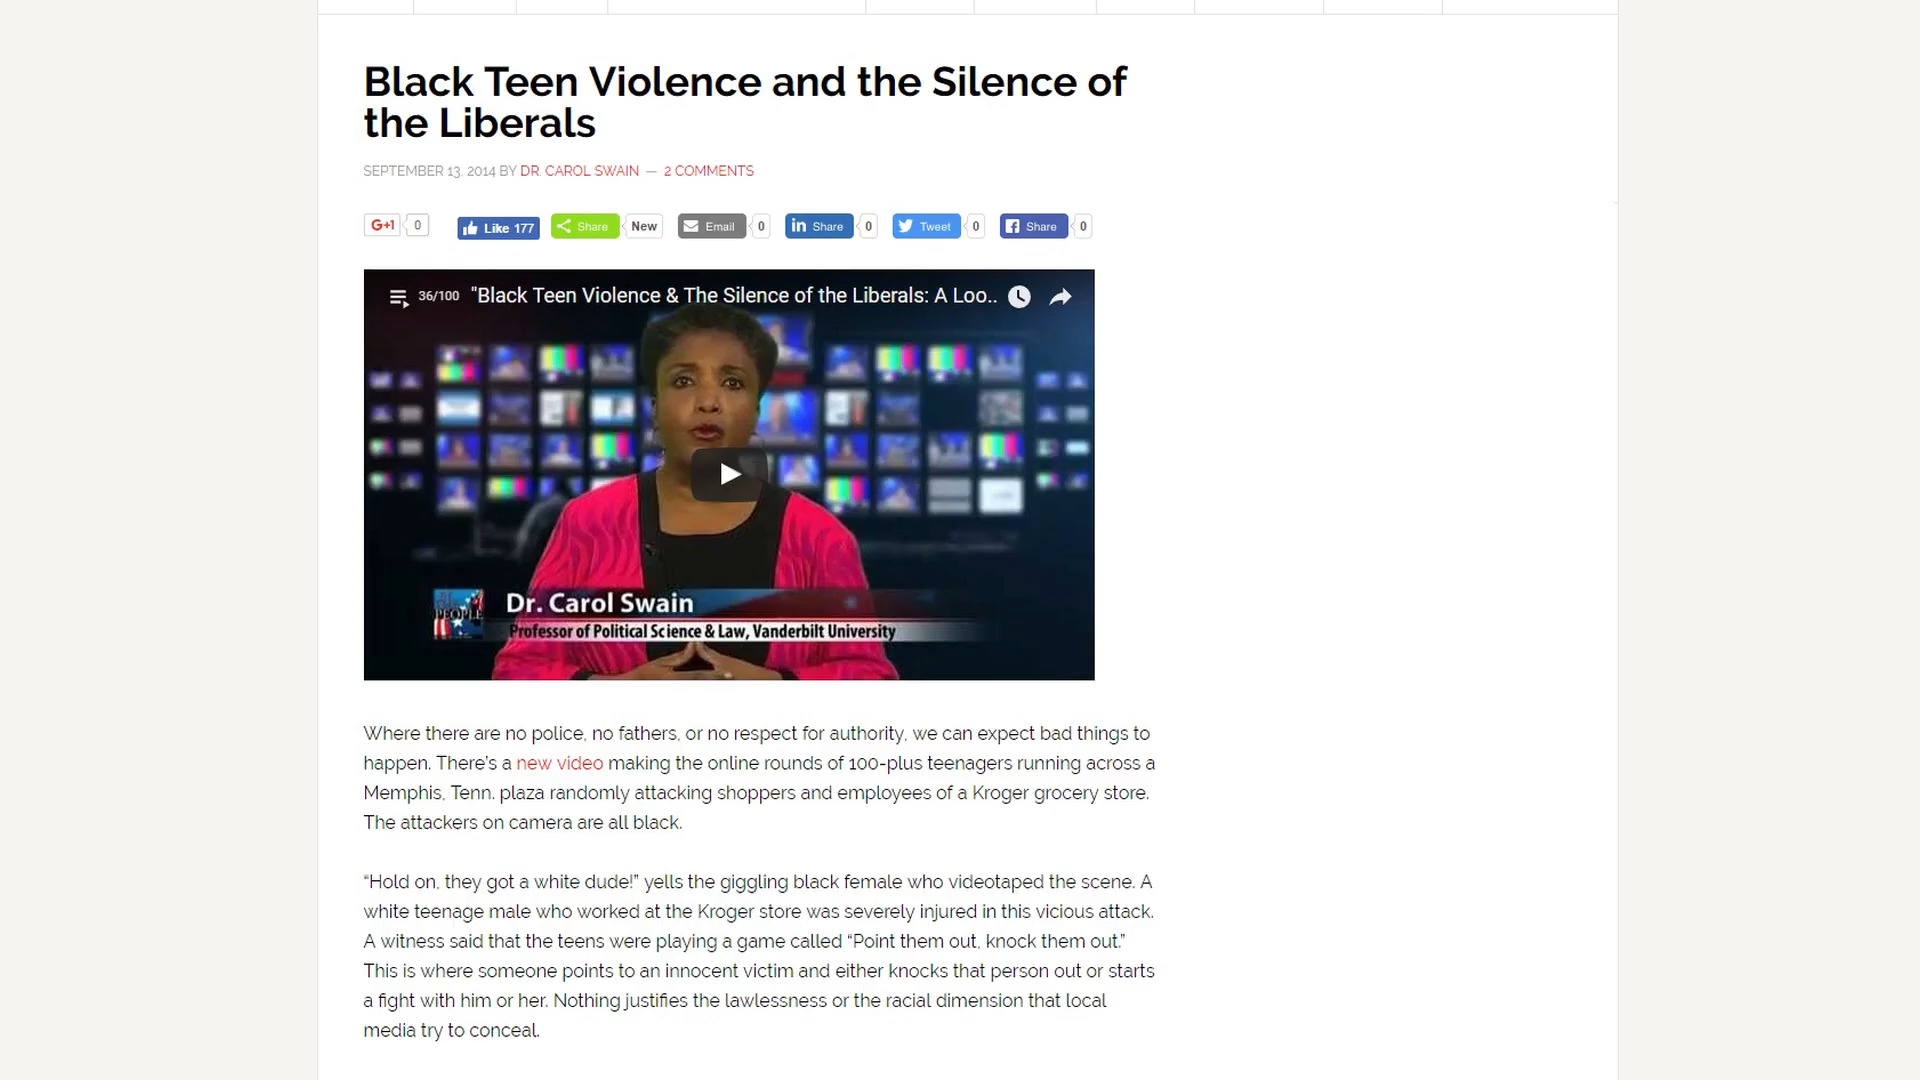 Black Teen Violence and the Silence of
the Liberals
SEPTEMBER 13, 2014 BY DR. CAROL SWAIN — 2 COMMENTS
G+1 0 Like 177 Share New Email 0 in Share 0 Tweet 0 Share 0
36/100 "Black Teen Violence & The Silence of the Liberals: A Loo..
PEOPLE
Dr. Carol Swain
Professor of Political Science & Law, Vanderbilt University
Where there are no police, no fathers, or no respect for authority, we can expect bad things to
happen. There's a new video making the online rounds of 100-plus teenagers running across a
Memphis, Tenn. plaza randomly attacking shoppers and employees of a Kroger grocery store.
The attackers on camera are all black.
“Hold on, they got a white dude!” yells the giggling black female who videotaped the scene. A
white teenage male who worked at the Kroger store was severely injured in this vicious attack.
A witness said that the teens were playing a game called “Point them out, knock them out.”
This is where someone points to an innocent victim and either knocks that person out or starts
a fight with him or her. Nothing justifies the lawlessness or the racial dimension that local
media try to conceal.